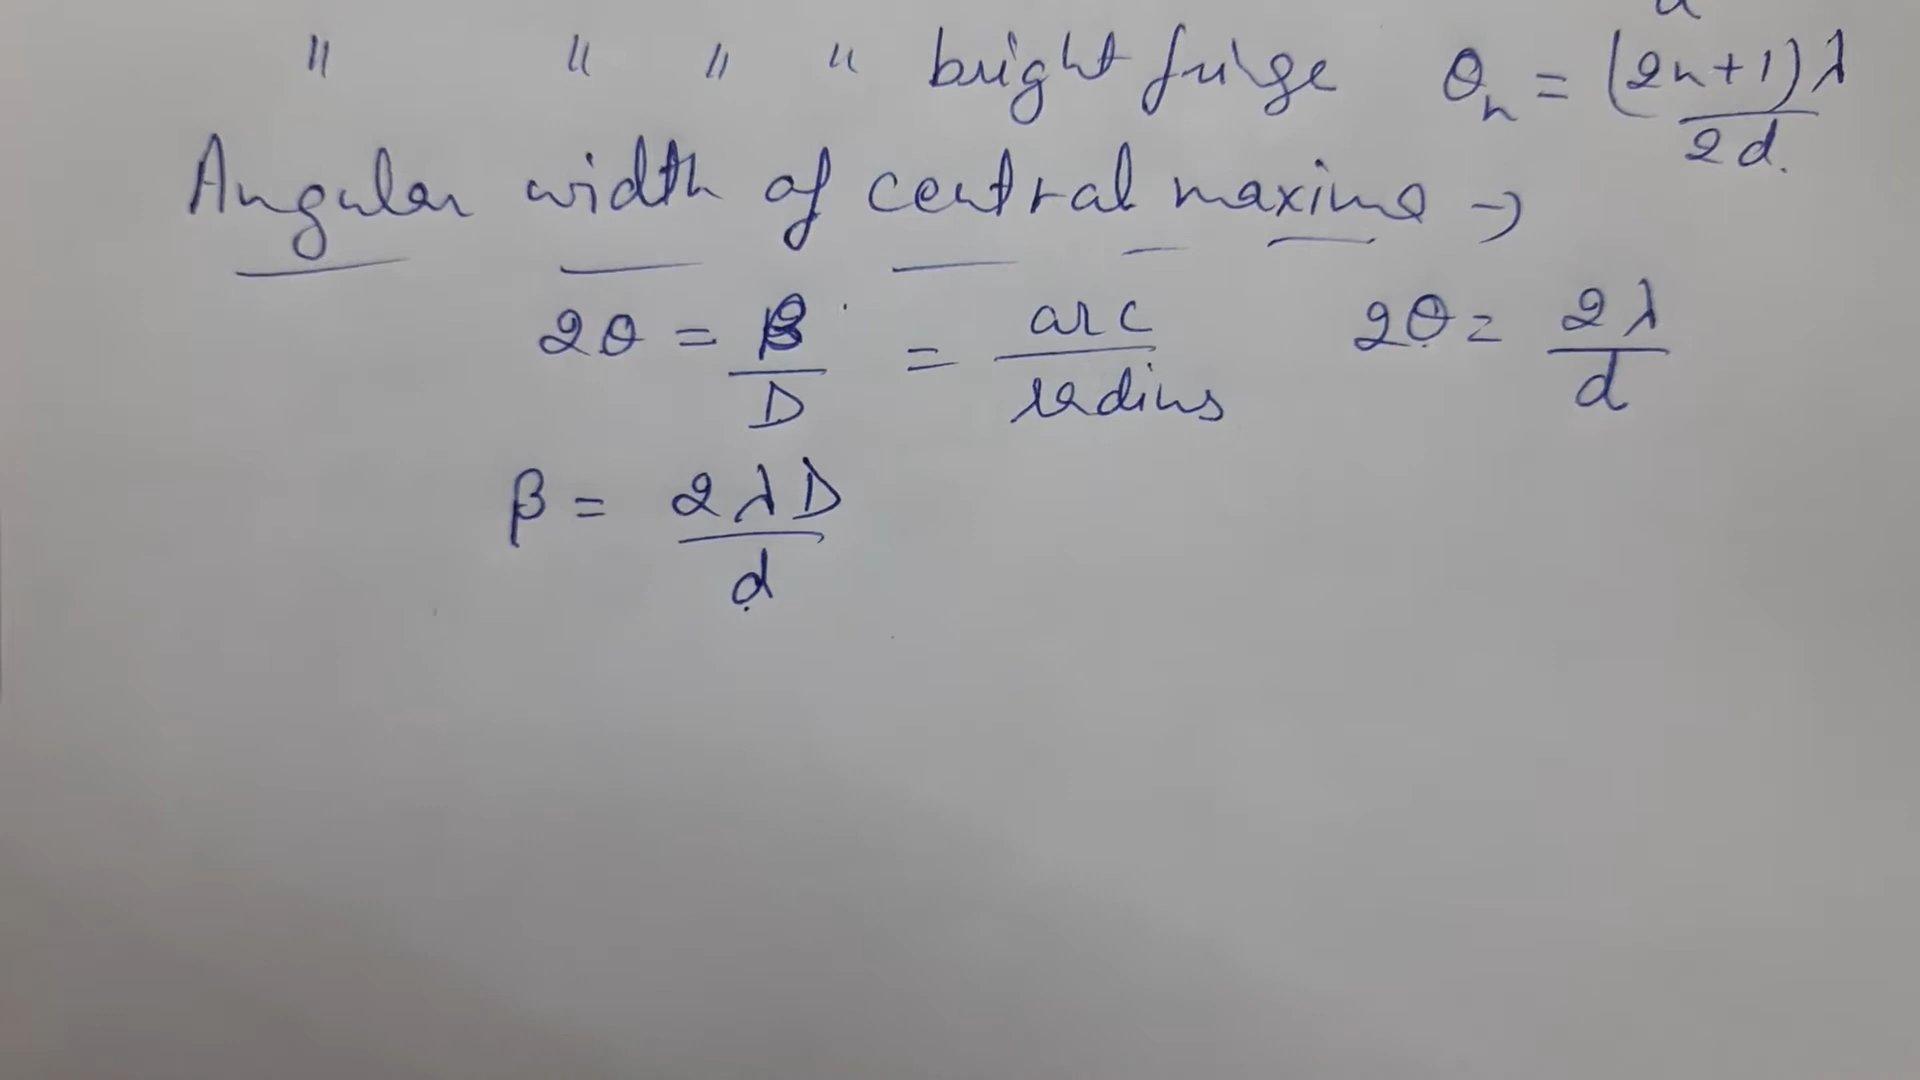 " " " " bright fringe θn = (2n+1)λ / 2d.
Angular width of central maxima →
2θ = β / D = arc / radius 2θ = 2λ / d
β = 2λD / d